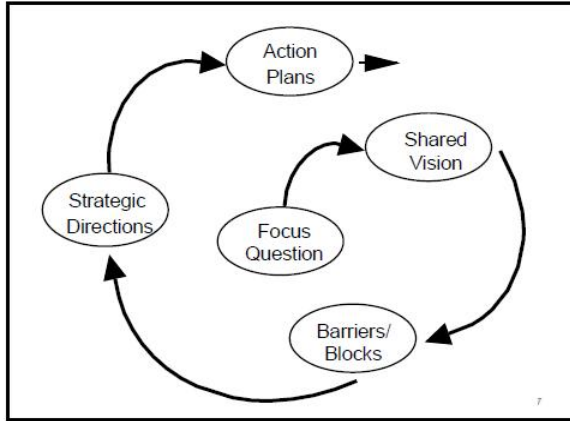 Action
Plans
Shared
Vision
Strategic
Directions
Focus
Question
Barriers/
Blocks
7